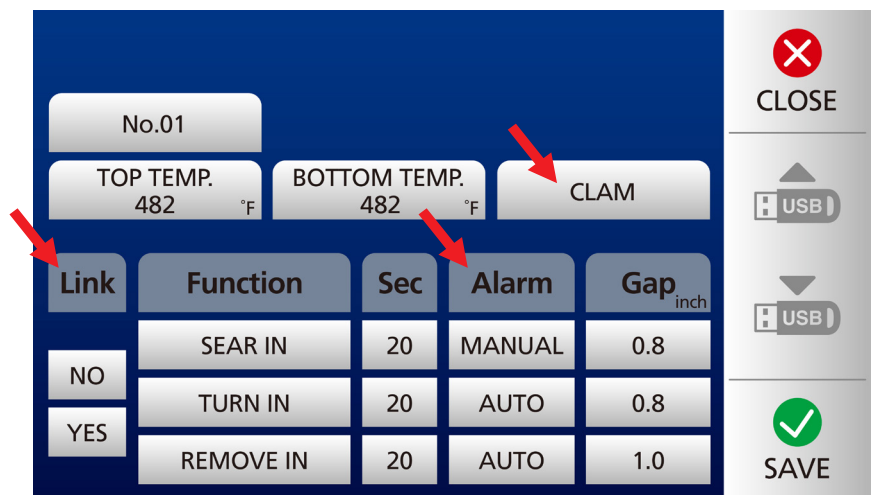 No.01
TOP TEMP.
482 °F
BOTTOM TEMP.
482 °F
CLAM
Link
Function
Sec
Alarm
Gap
inch
SEAR IN
20
MANUAL
0.8
NO
TURN IN
20
AUTO
0.8
YES
REMOVE IN
20
AUTO
1.0
CLOSE
USB
USB
SAVE